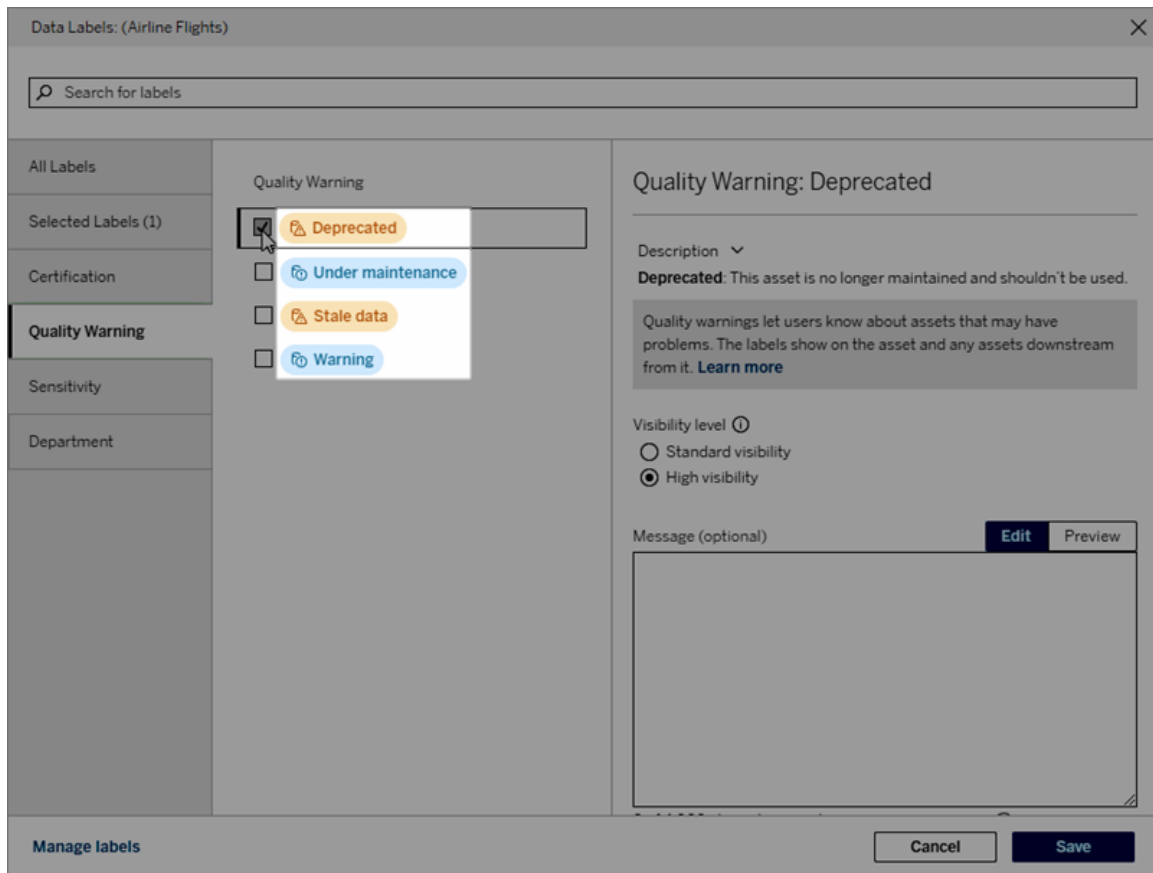 Data Labels: (Airline Flights)
Search for labels
All Labels
Selected Labels (1)
Certification
Quality Warning
Sensitivity
Department
Quality Warning
Deprecated
Under maintenance
Stale data
Warning
Quality Warning: Deprecated
Description
Deprecated: This asset is no longer maintained and shouldn't be used.
Quality warnings let users know about assets that may have
problems. The labels show on the asset and any assets downstream
from it. Learn more
Visibility level
Standard visibility
High visibility
Message (optional)
Edit
Preview
Manage labels
Cancel
Save